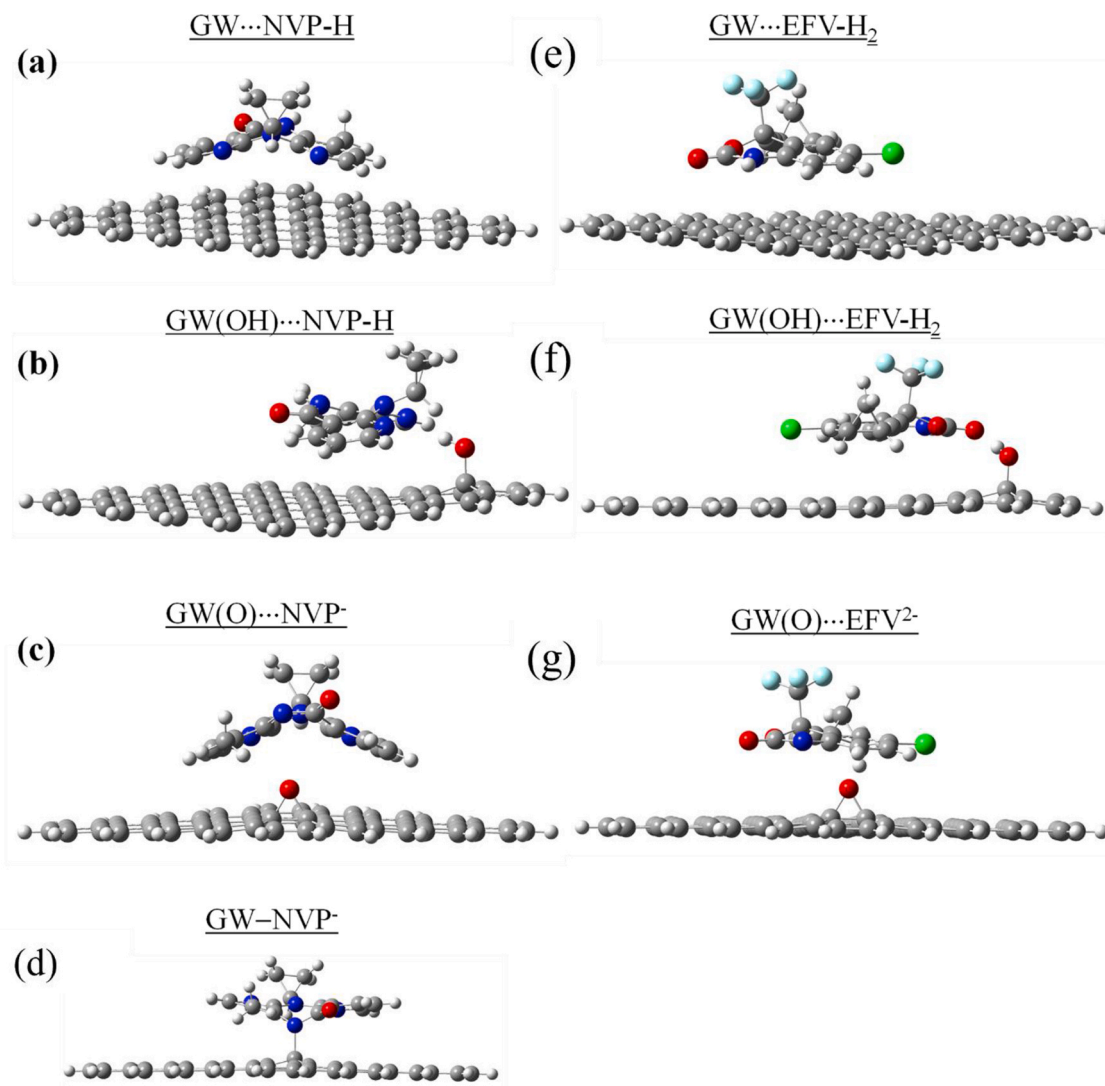 GW···NVP-H
(a)
GW···EFV-H₂
(e)
GW(OH)···NVP-H
(b)
GW(OH)···EFV-H₂
(f)
GW(O)···NVP⁻
(c)
GW(O)···EFV²⁻
(g)
GW−NVP⁻
(d)